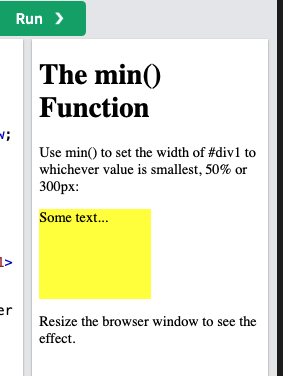 Run ❯
The min()
Function
w;
Use min() to set the width of #div1 to
whichever value is smallest, 50% or
300px:
Some text...
1>
er
Resize the browser window to see the
effect.